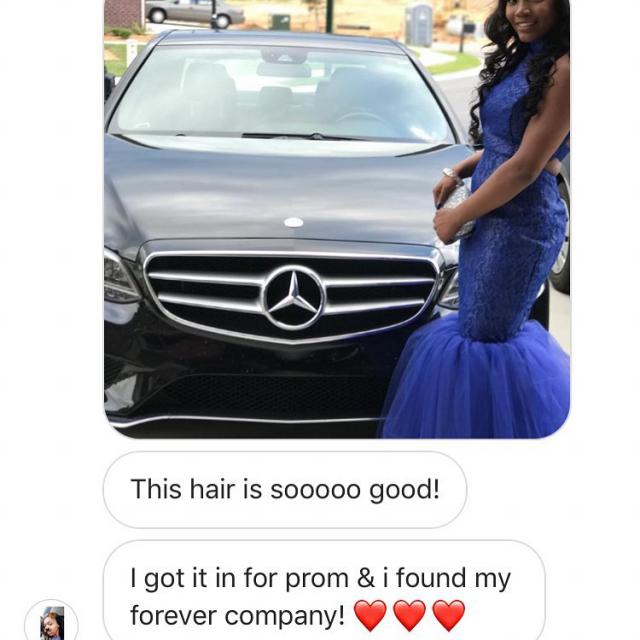 This hair is sooooo good!
I got it in for prom & i found my
forever company! ❤️❤️❤️